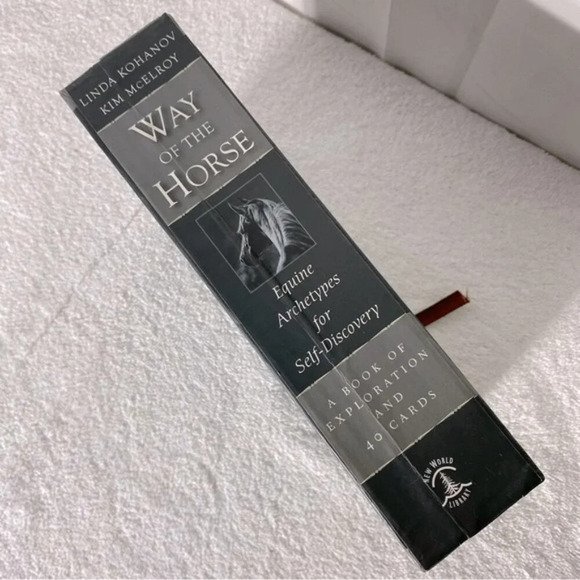 LINDA KOHANOV
KIM McELROY
WAY
OF THE
HORSE
Equine
Archetypes
for
Self-Discovery
A BOOK OF
EXPLORATION
AND
40 CARDS
NEW WORLD
LIBRARY